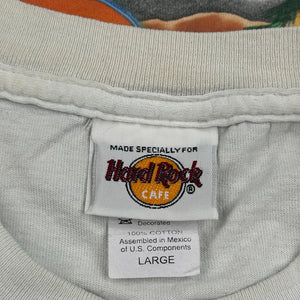 MADE SPECIALLY FOR
Hard Rock
CAFE ®
Decorated
100% COTTON
Assembled in Mexico
of U.S. Components
LARGE